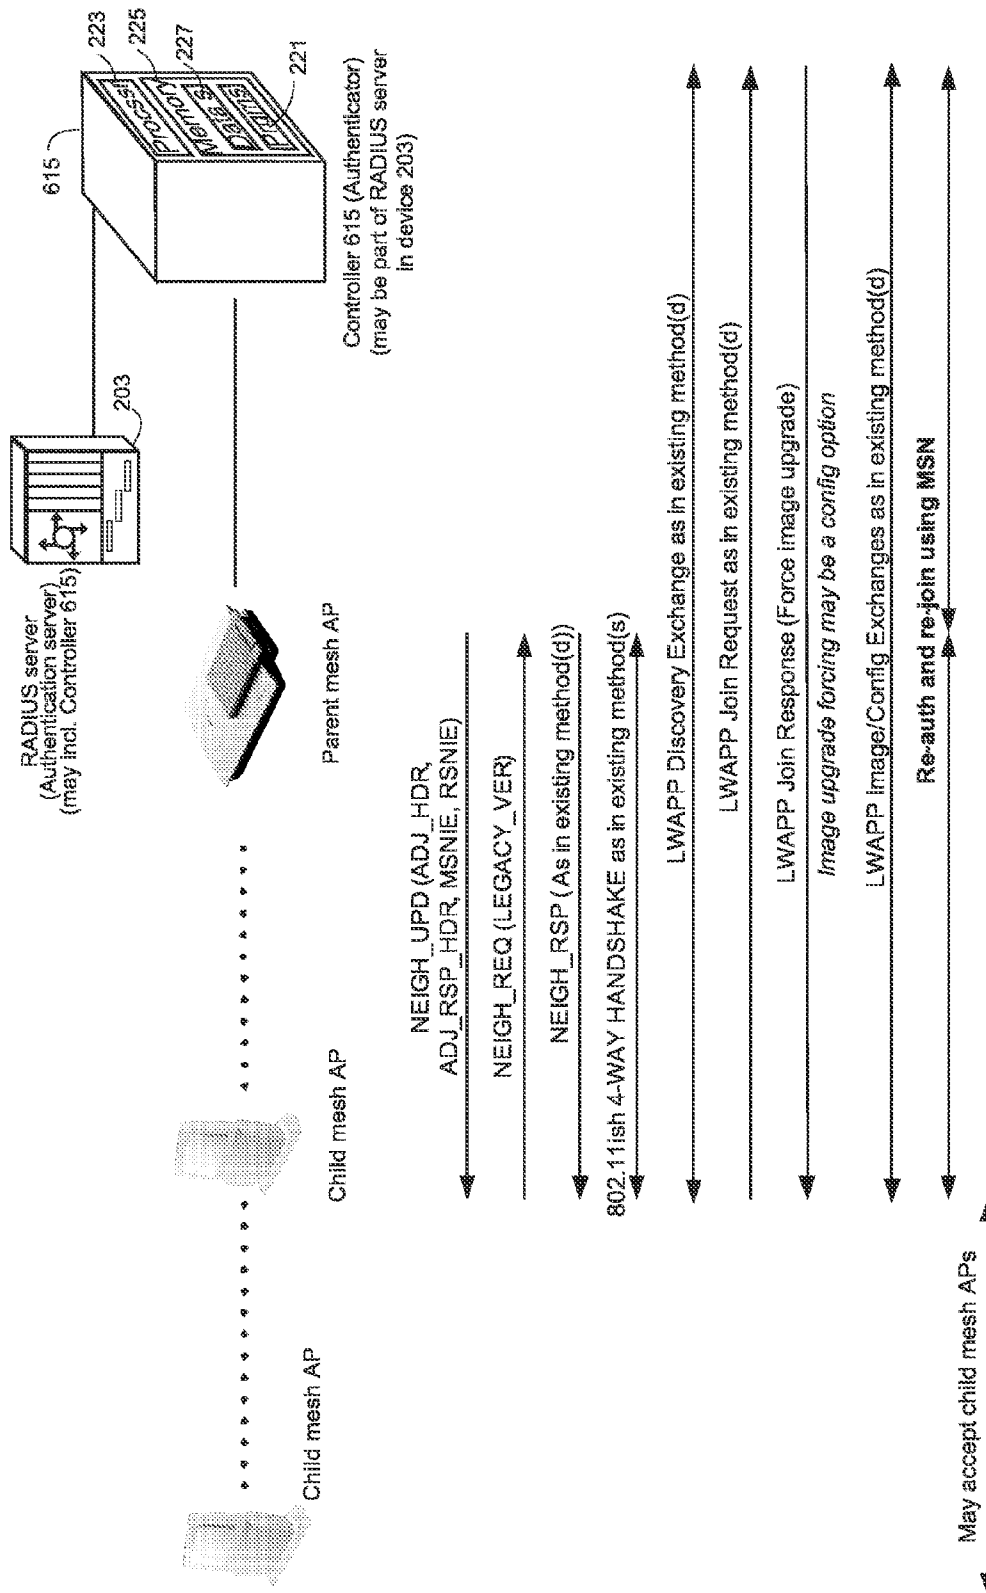 RADIUS server
(Authentication server)
(may incl. Controller 615)
203
615
223
225
227
221
Process
Memory
Data s
Controller 615 (Authenticator)
(may be part of RADIUS server
in device 203)
Child mesh AP
Child mesh AP
Parent mesh AP
NEIGH_UPD (ADJ_HDR,
ADJ_RSP_HDR, MSNIE, RSNIE)
NEIGH_REQ (LEGACY_VER)
NEIGH_RSP (As in existing method(d))
802.11ish 4-WAY HANDSHAKE as in existing method(s)
LWAPP Discovery Exchange as in existing method(d)
LWAPP Join Request as in existing method(d)
LWAPP Join Response (Force image upgrade)
Image upgrade forcing may be a config option
LWAPP Image/Config Exchanges as in existing method(d)
Re-auth and re-join using MSN
May accept child mesh APs